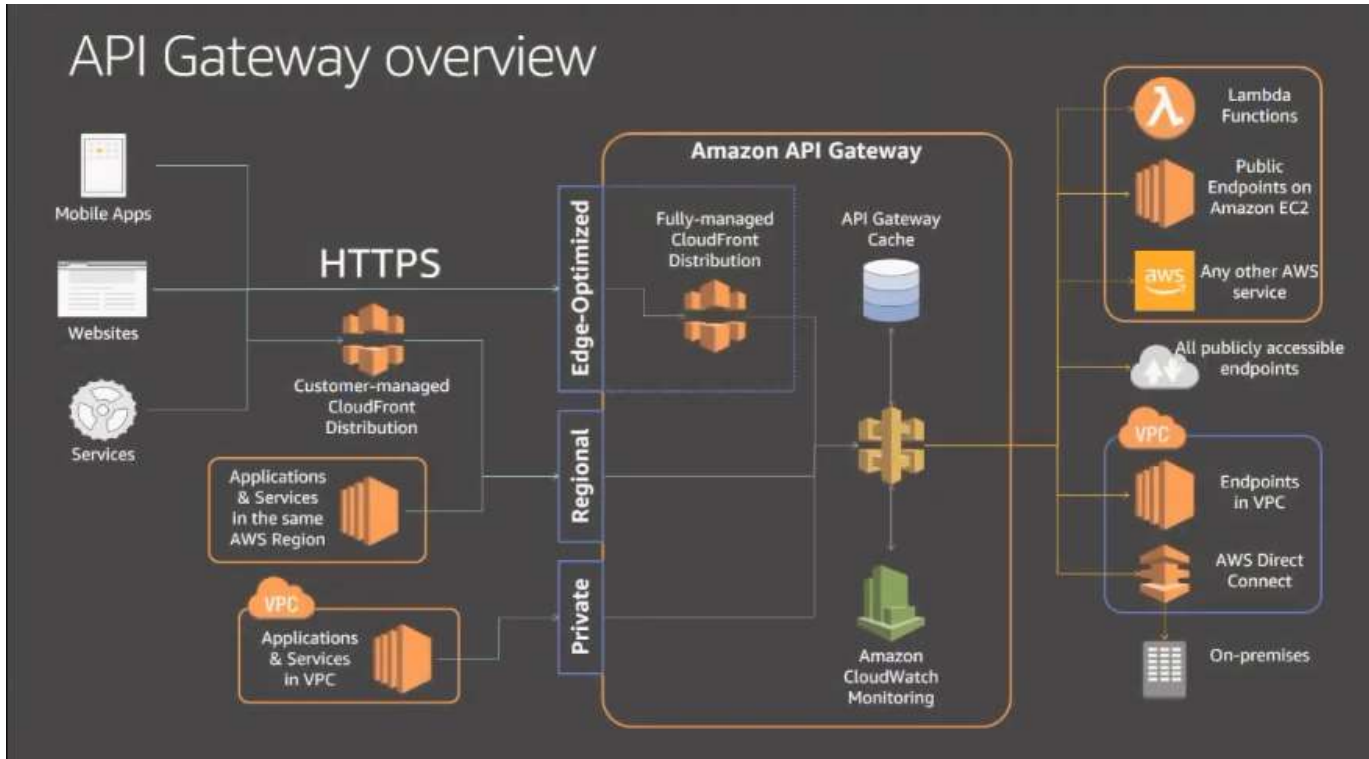 API Gateway overview
Mobile Apps
Websites
Services
HTTPS
Customer-managed
CloudFront
Distribution
Applications
& Services
in the same
AWS Region
VPC
Applications
& Services
in VPC
Amazon API Gateway
Edge-Optimized
Regional
Private
Fully-managed
CloudFront
Distribution
API Gateway
Cache
Amazon
CloudWatch
Monitoring
λ
Lambda
Functions
Public
Endpoints on
Amazon EC2
aws
Any other AWS
service
All publicly accessible
endpoints
VPC
Endpoints
in VPC
AWS Direct
Connect
On-premises